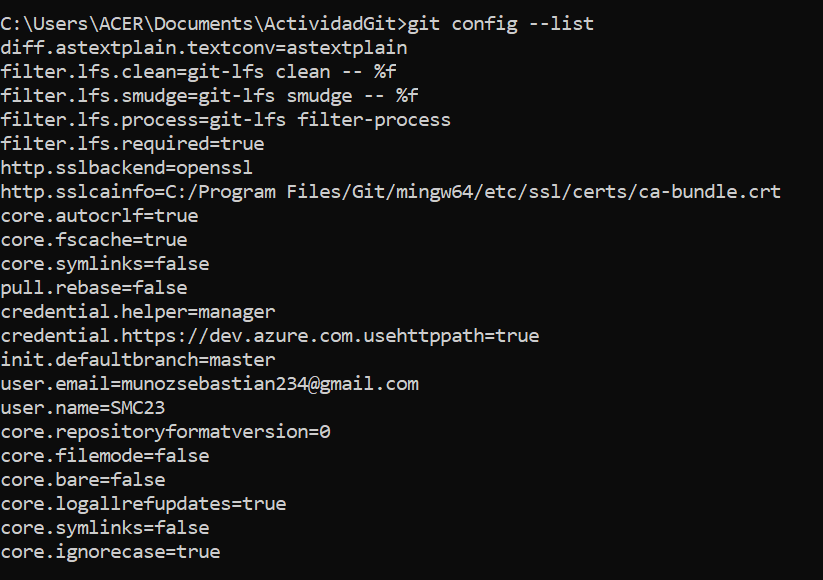 C:\Users\ACER\Documents\ActividadGit>git config --list
diff.astextplain.textconv=astextplain
filter.lfs.clean=git-lfs clean -- %f
filter.lfs.smudge=git-lfs smudge -- %f
filter.lfs.process=git-lfs filter-process
filter.lfs.required=true
http.sslbackend=openssl
http.sslcainfo=C:/Program Files/Git/mingw64/etc/ssl/certs/ca-bundle.crt
core.autocrlf=true
core.fscache=true
core.symlinks=false
pull.rebase=false
credential.helper=manager
credential.https://dev.azure.com.usehttppath=true
init.defaultbranch=master
user.email=munozsebastian234@gmail.com
user.name=SMC23
core.repositoryformatversion=0
core.filemode=false
core.bare=false
core.logallrefupdates=true
core.symlinks=false
core.ignorecase=true